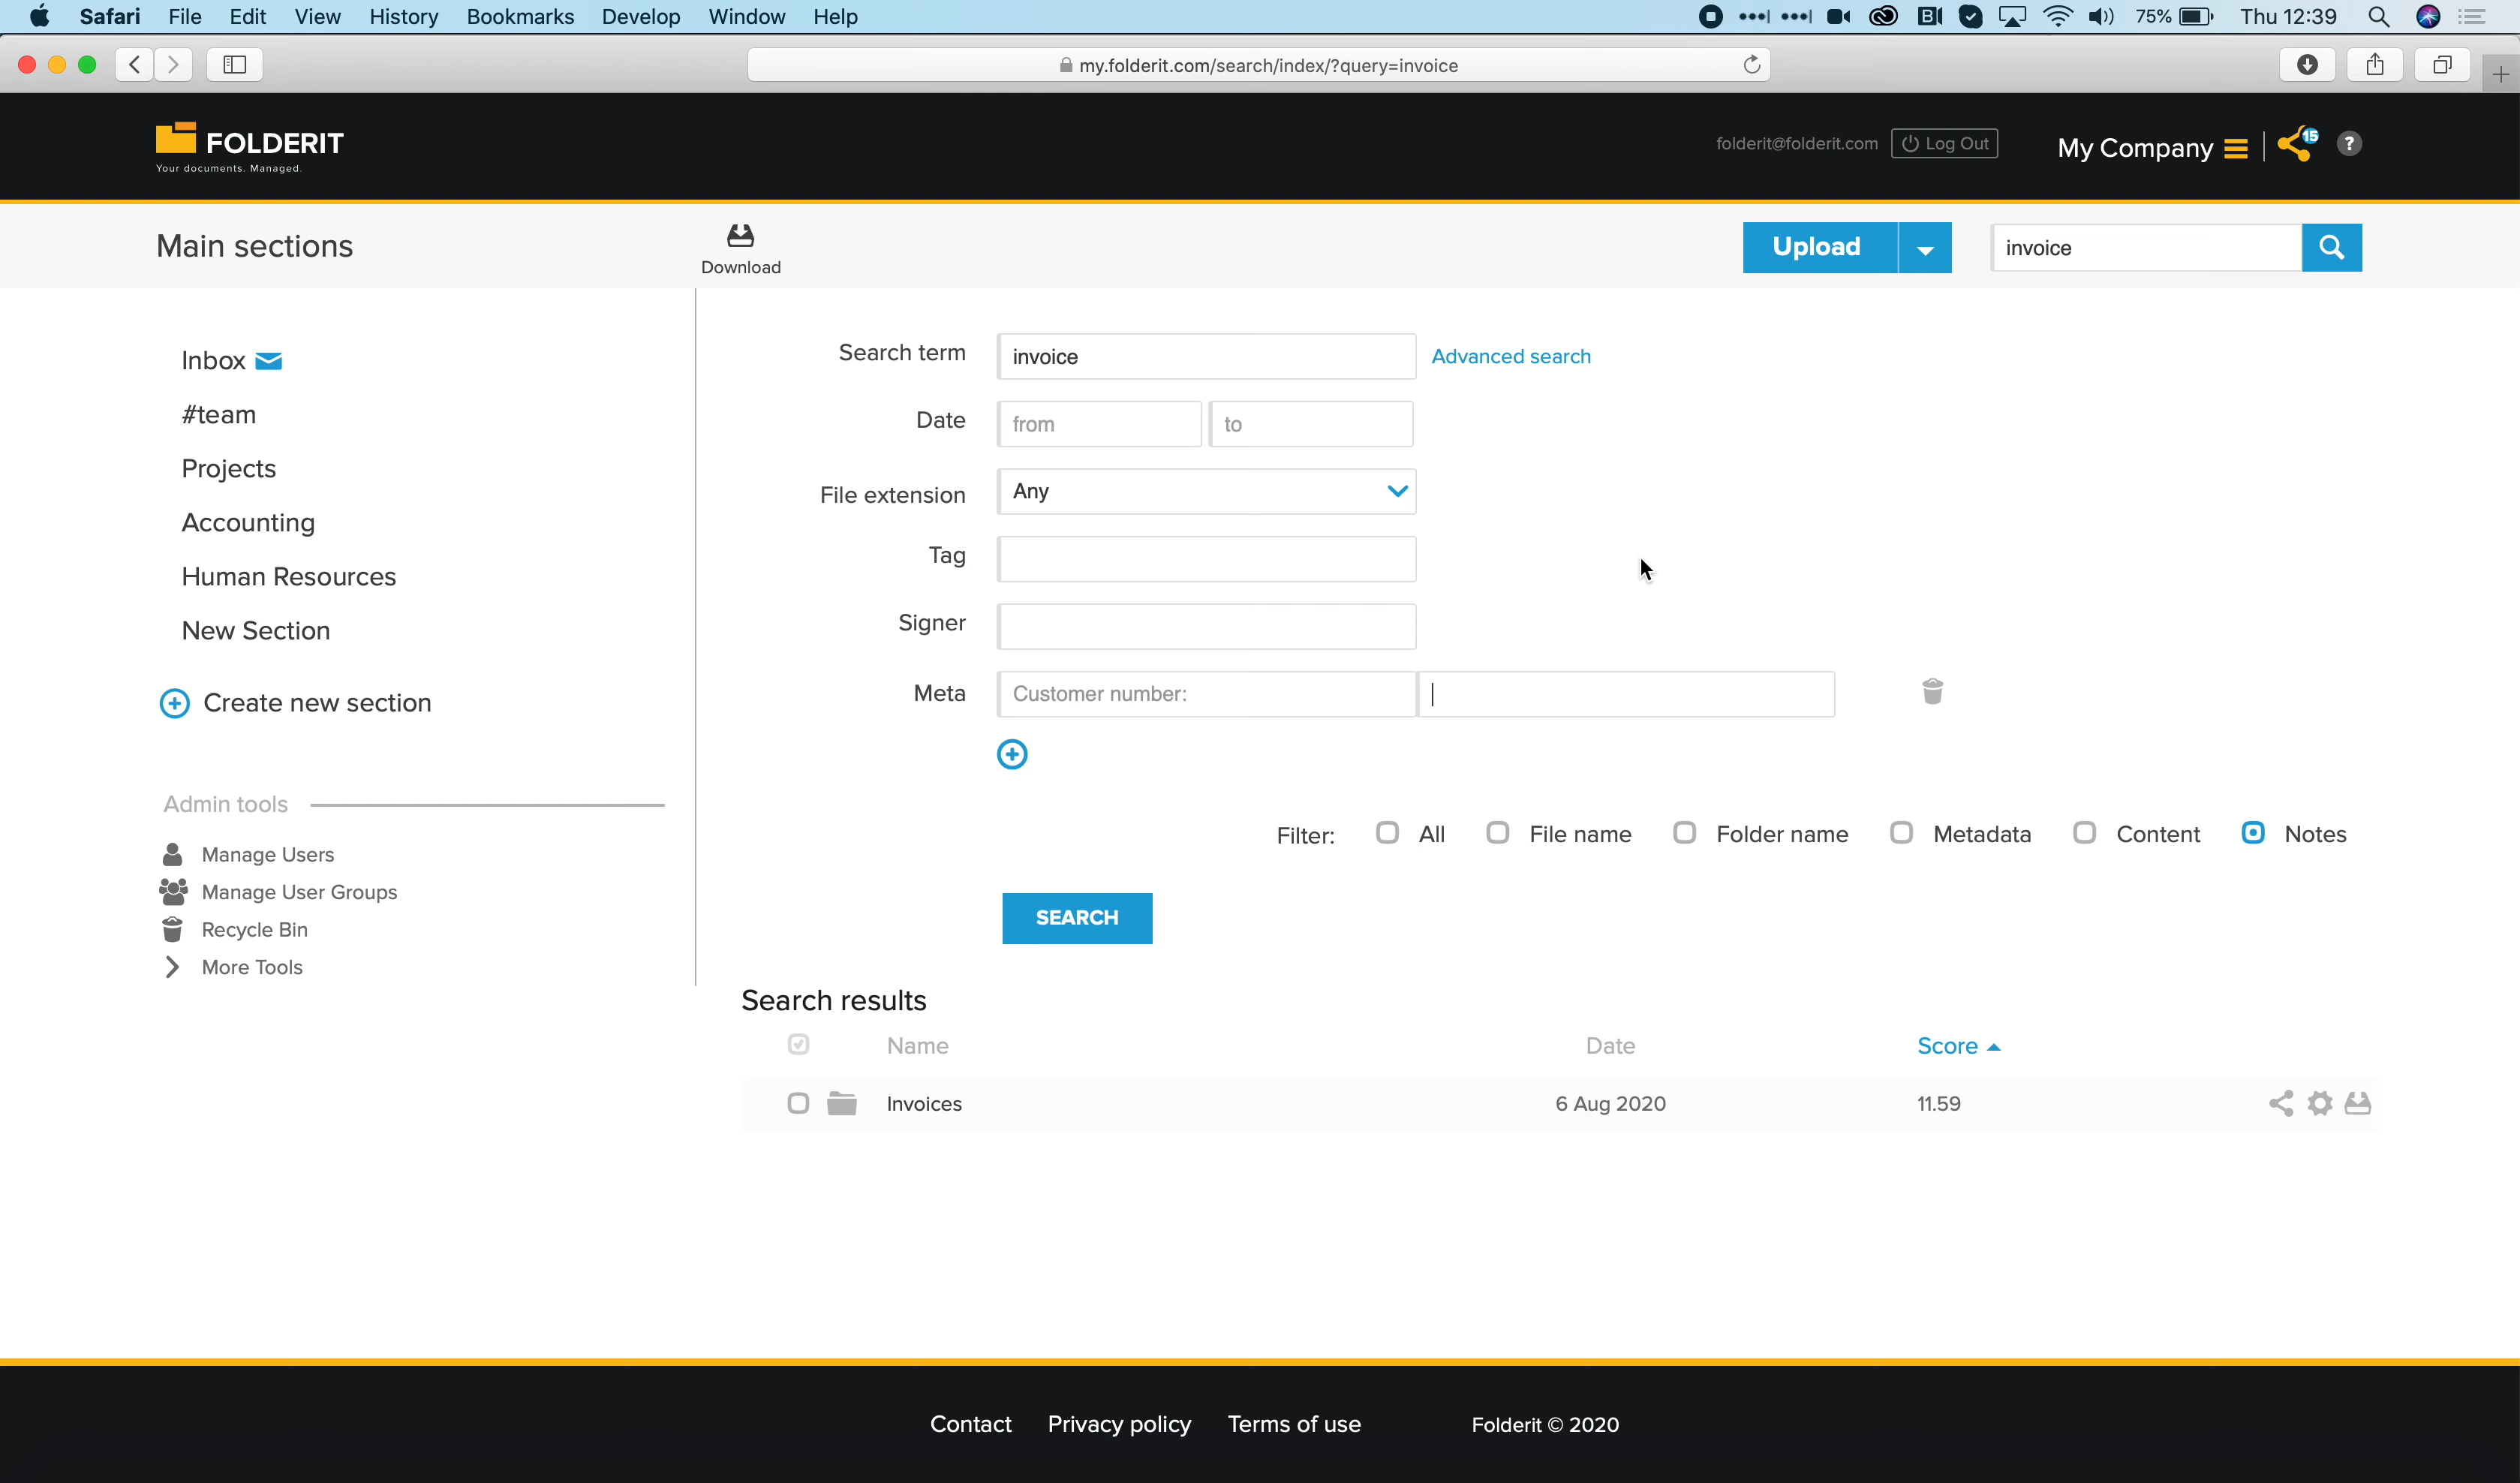 Safari File Edit View History Bookmarks Develop Window Help 75% Thu 12:39
my.folderit.com/search/index/?query=invoice
FOLDERIT
Your documents. Managed.
folderit@folderit.com Log Out My Company 15 ?
Main sections Download Upload invoice
Inbox
#team
Projects
Accounting
Human Resources
New Section
Create new section
Admin tools
Manage Users
Manage User Groups
Recycle Bin
More Tools
Search term invoice Advanced search
Date from to
File extension Any
Tag
Signer
Meta Customer number:
Filter: All File name Folder name Metadata Content Notes
SEARCH
Search results
Name Date Score
Invoices 6 Aug 2020 11.59
Contact Privacy policy Terms of use Folderit © 2020